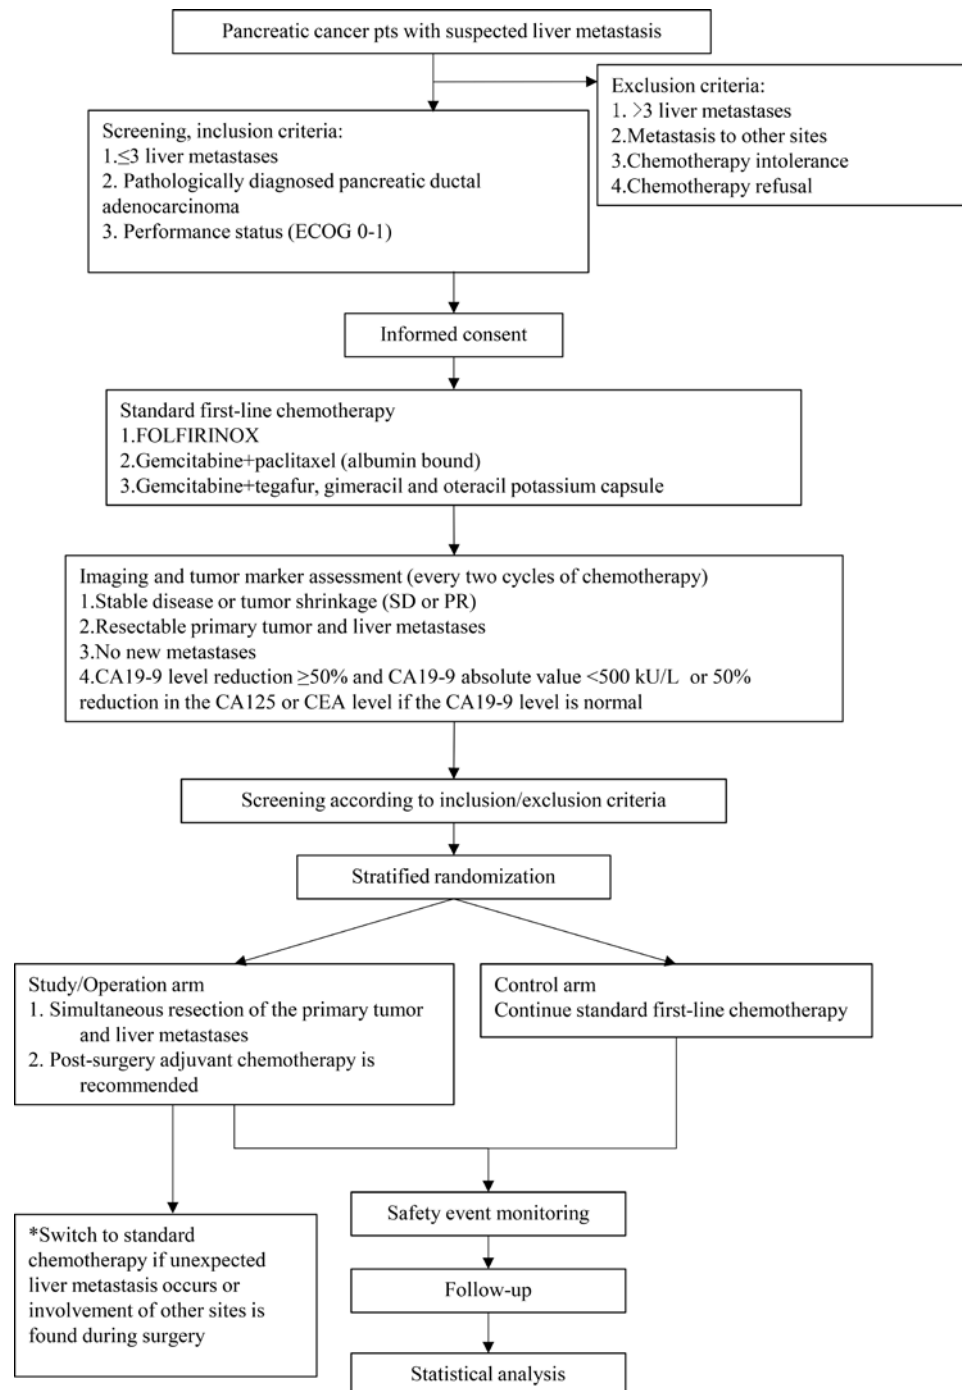 Pancreatic cancer pts with suspected liver metastasis
Exclusion criteria:
1. >3 liver metastases
2.Metastasis to other sites
3.Chemotherapy intolerance
4.Chemotherapy refusal
Screening, inclusion criteria:
1.≤3 liver metastases
2. Pathologically diagnosed pancreatic ductal
adenocarcinoma
3. Performance status (ECOG 0-1)
Informed consent
Standard first-line chemotherapy
1.FOLFIRINOX
2.Gemcitabine+paclitaxel (albumin bound)
3.Gemcitabine+tegafur, gimeracil and oteracil potassium capsule
Imaging and tumor marker assessment (every two cycles of chemotherapy)
1.Stable disease or tumor shrinkage (SD or PR)
2.Resectable primary tumor and liver metastases
3.No new metastases
4.CA19-9 level reduction ≥50% and CA19-9 absolute value <500 kU/L or 50%
reduction in the CA125 or CEA level if the CA19-9 level is normal
Screening according to inclusion/exclusion criteria
Stratified randomization
Study/Operation arm
1. Simultaneous resection of the primary tumor
and liver metastases
2. Post-surgery adjuvant chemotherapy is
recommended
Control arm
Continue standard first-line chemotherapy
*Switch to standard
chemotherapy if unexpected
liver metastasis occurs or
involvement of other sites is
found during surgery
Safety event monitoring
Follow-up
Statistical analysis